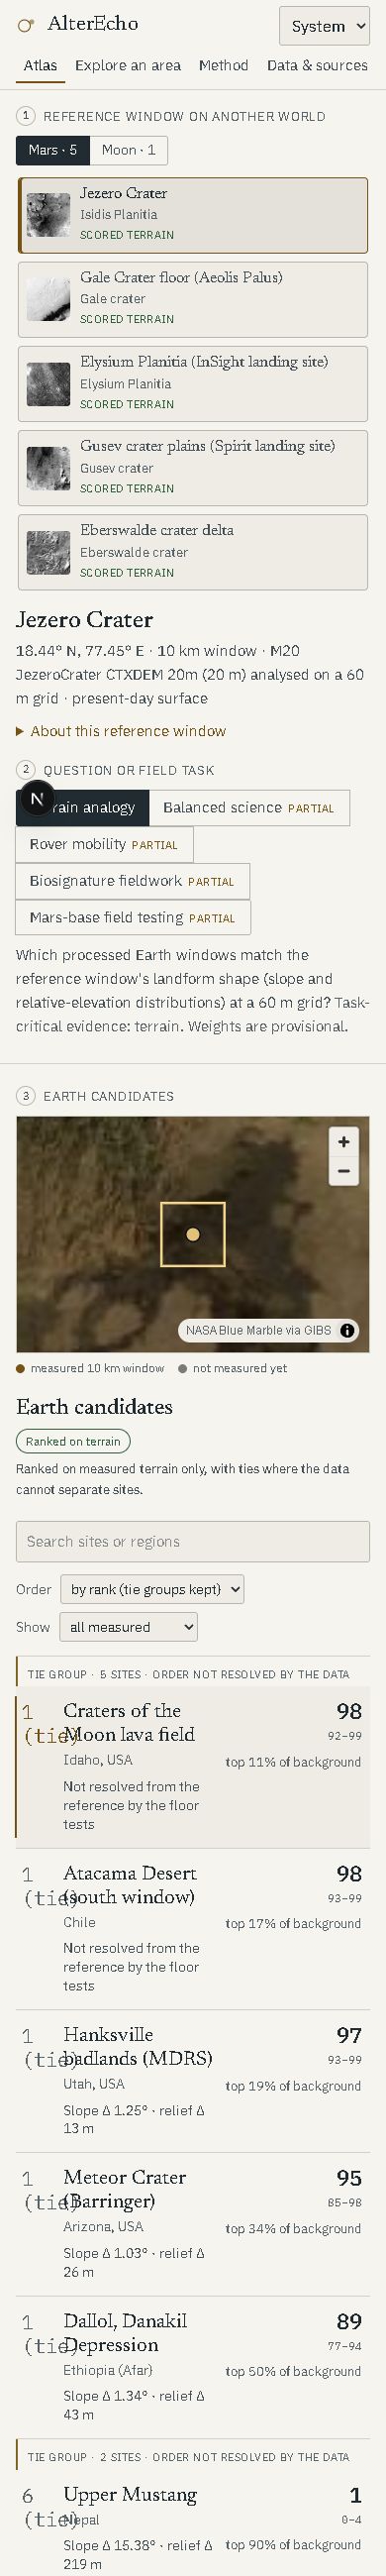 AlterEcho
System
Atlas Explore an area Method Data & sources
1 REFERENCE WINDOW ON ANOTHER WORLD
Mars · 5 Moon · 1
Jezero Crater
Isidis Planitia
SCORED TERRAIN
Gale Crater floor (Aeolis Palus)
Gale crater
SCORED TERRAIN
Elysium Planitia (InSight landing site)
Elysium Planitia
SCORED TERRAIN
Gusev crater plains (Spirit landing site)
Gusev crater
SCORED TERRAIN
Eberswalde crater delta
Eberswalde crater
SCORED TERRAIN
Jezero Crater
18.44° N, 77.45° E · 10 km window · M20
JezeroCrater CTXDEM 20m (20 m) analysed on a 60
m grid · present-day surface
About this reference window
2 QUESTION OR FIELD TASK
N rain analogy Balanced science PARTIAL
Rover mobility PARTIAL
Biosignature fieldwork PARTIAL
Mars-base field testing PARTIAL
Which processed Earth windows match the
reference window's landform shape (slope and
relative-elevation distributions) at a 60 m grid? Task-
critical evidence: terrain. Weights are provisional.
3 EARTH CANDIDATES
+
−
NASA Blue Marble via GIBS i
measured 10 km window not measured yet
Earth candidates
Ranked on terrain
Ranked on measured terrain only, with ties where the data
cannot separate sites.
Search sites or regions
Order by rank (tie groups kept)
Show all measured
TIE GROUP · 5 SITES · ORDER NOT RESOLVED BY THE DATA
1 (tie) Craters of the
Moon lava field
98
92–99
Idaho, USA
top 11% of background
Not resolved from the
reference by the floor
tests
1 (tie) Atacama Desert
(south window)
98
93–99
Chile
top 17% of background
Not resolved from the
reference by the floor
tests
1 (tie) Hanksville
badlands (MDRS)
97
93–99
Utah, USA
top 19% of background
Slope Δ 1.25° · relief Δ
13 m
1 (tie) Meteor Crater
(Barringer)
95
85–98
Arizona, USA
top 34% of background
Slope Δ 1.03° · relief Δ
26 m
1 (tie) Dallol, Danakil
Depression
89
77–94
Ethiopia (Afar)
top 50% of background
Slope Δ 1.34° · relief Δ
43 m
TIE GROUP · 2 SITES · ORDER NOT RESOLVED BY THE DATA
6 (tie) Upper Mustang
1
0–4
Nepal
top 90% of background
Slope Δ 15.38° · relief Δ
219 m